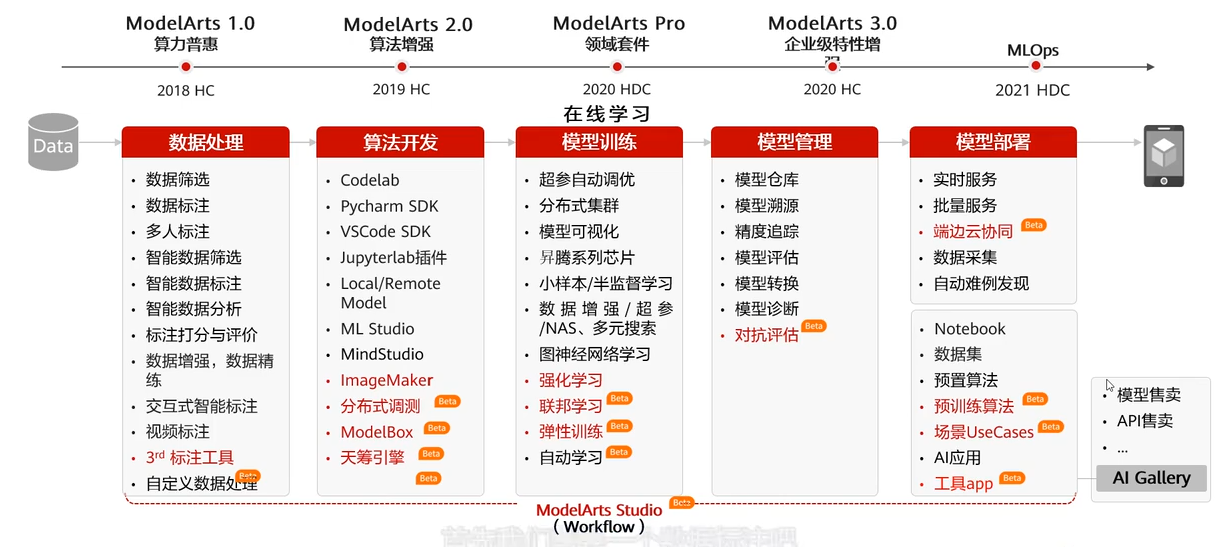 ModelArts 1.0
算力普惠
ModelArts 2.0
算法增强
ModelArts Pro
领域套件
ModelArts 3.0
企业级特性增
强
MLOps
2018 HC
2019 HC
2020 HDC
2020 HC
2021 HDC
在线学习
Data
数据处理
数据筛选
数据标注
多人标注
智能数据筛选
智能数据标注
智能数据分析
标注打分与评价
数据增强，数据精
练
交互式智能标注
视频标注
3rd 标注工具
Beta
自定义数据处理
算法开发
Codelab
Pycharm SDK
VSCode SDK
Jupyterlab插件
Local/Remote
Model
ML Studio
MindStudio
ImageMaker
分布式调测 Beta
ModelBox Beta
天筹引擎 Beta
Beta
模型训练
超参自动调优
分布式集群
模型可视化
昇腾系列芯片
小样本/半监督学习
数据增强/超参
/NAS、多元搜索
图神经网络学习
强化学习
联邦学习 Beta
弹性训练 Beta
自动学习 Beta
模型管理
模型仓库
模型溯源
精度追踪
模型评估
模型转换
模型诊断
对抗评估 Beta
模型部署
实时服务
批量服务
端边云协同 Beta
数据采集
自动难例发现
Notebook
数据集
预置算法
预训练算法 Beta
场景UseCases Beta
AI应用
工具app Beta
模型售卖
API售卖
...
AI Gallery
ModelArts Studio Beta
（Workflow）